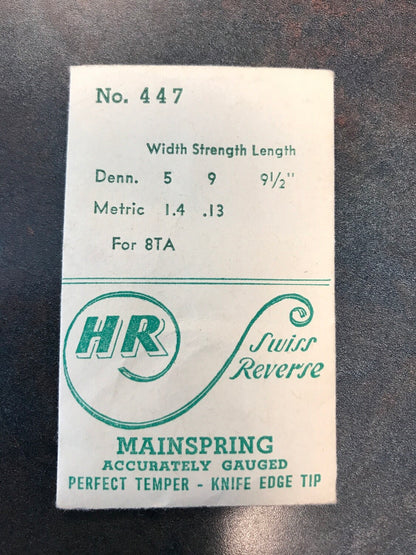 No. 447
Width Strength Length
Denn. 5 9 9½"
Metric 1.4 .13
For 8TA
HR
Swiss
Reverse
MAINSPRING
ACCURATELY GAUGED
PERFECT TEMPER - KNIFE EDGE TIP